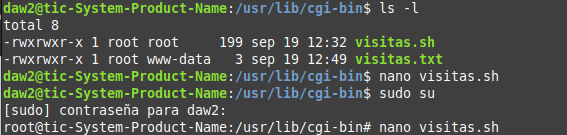 daw2@tic-System-Product-Name:/usr/lib/cgi-bin$ ls -l
total 8
-rwxrwxr-x 1 root root     199 sep 19 12:32 visitas.sh
-rwxrwxr-x 1 root www-data   3 sep 19 12:49 visitas.txt
daw2@tic-System-Product-Name:/usr/lib/cgi-bin$ nano visitas.sh
daw2@tic-System-Product-Name:/usr/lib/cgi-bin$ sudo su
[sudo] contraseña para daw2:
root@tic-System-Product-Name:/usr/lib/cgi-bin# nano visitas.sh